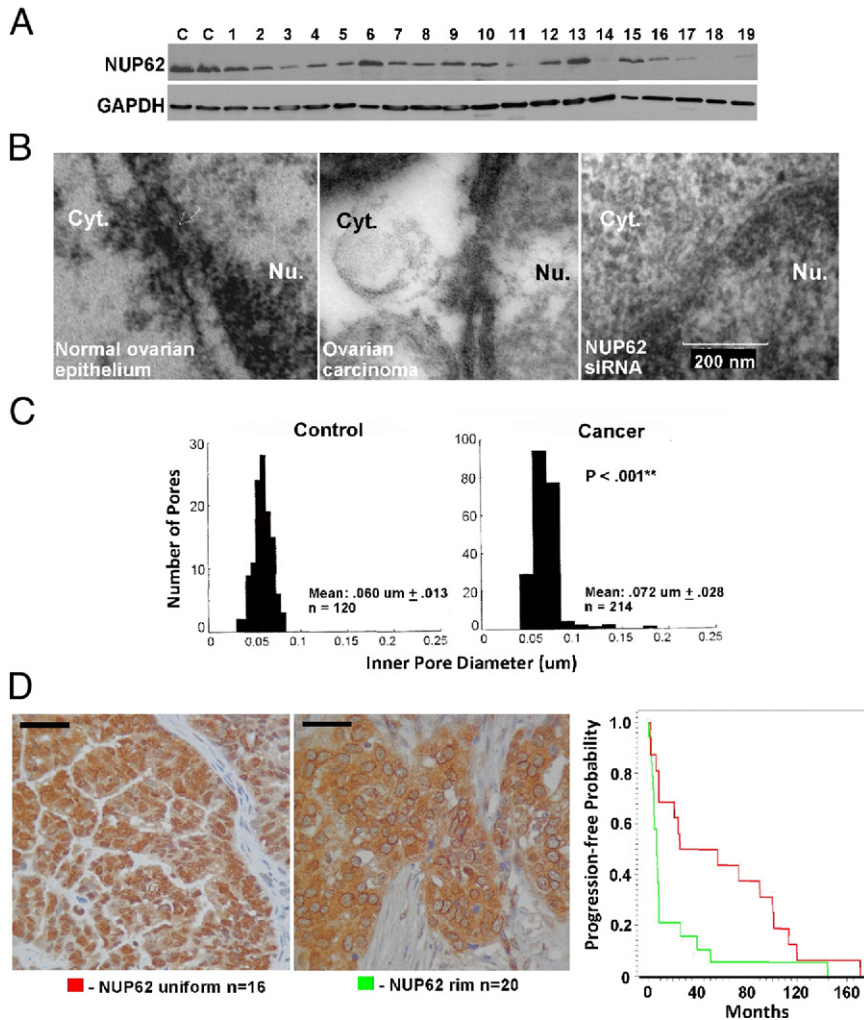 A
C C 1 2 3 4 5 6 7 8 9 10 11 12 13 14 15 16 17 18 19
NUP62
GAPDH
B
Cyt.
Nu.
Normal ovarian
epithelium
Cyt.
Nu.
Ovarian
carcinoma
Cyt.
Nu.
NUP62
siRNA
200 nm
C
Control
Number of Pores
30
20
10
0
Mean: .060 um ± .013
n = 120
0 0.05 0.1 0.15 0.2 0.25
Cancer
100
80
60
40
20
0
P < .001**
Mean: .072 um ± .028
n = 214
0 0.05 0.1 0.15 0.2 0.25
Inner Pore Diameter [um]
D
- NUP62 uniform n=16
- NUP62 rim n=20
Progression-free Probability
1.0
0.8
0.6
0.4
0.2
0
0 40 80 120 160
Months